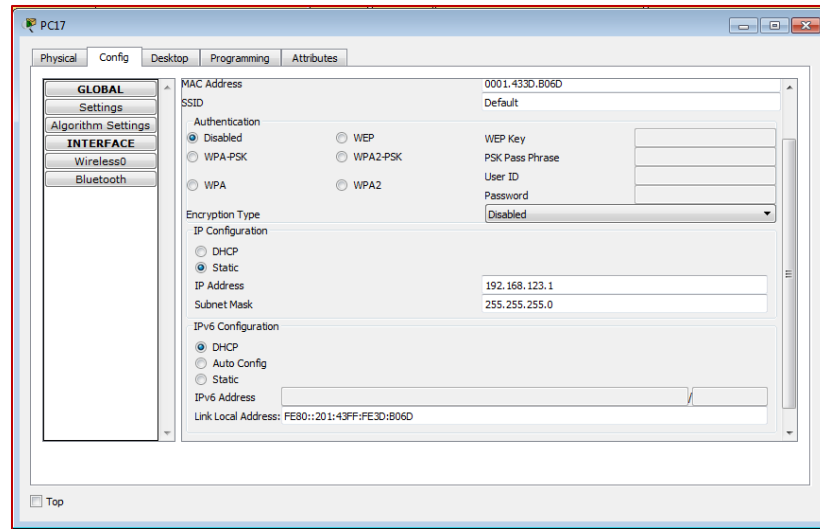 PC17
Physical Config Desktop Programming Attributes
GLOBAL
Settings
Algorithm Settings
INTERFACE
Wireless0
Bluetooth
MAC Address 0001.433D.B06D
SSID Default
Authentication
Disabled WEP WEP Key
WPA-PSK WPA2-PSK PSK Pass Phrase
User ID
WPA WPA2
Password
Encryption Type Disabled
IP Configuration
DHCP
Static
IP Address 192.168.123.1
Subnet Mask 255.255.255.0
IPv6 Configuration
DHCP
Auto Config
Static
IPv6 Address /
Link Local Address: FE80::201:43FF:FE3D:B06D
Top